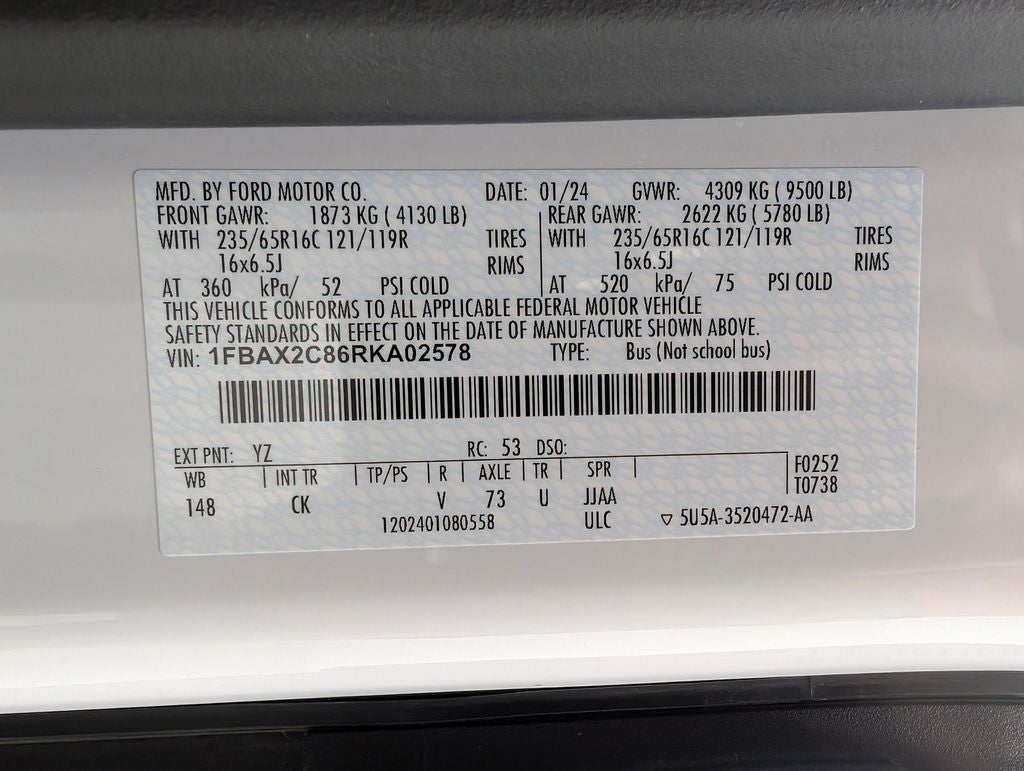 MFD. BY FORD MOTOR CO. DATE: 01/24 GVWR: 4309 KG ( 9500 LB)
FRONT GAWR: 1873 KG ( 4130 LB) REAR GAWR: 2622 KG ( 5780 LB)
WITH 235/65R16C 121/119R TIRES WITH 235/65R16C 121/119R TIRES
16x6.5J RIMS 16x6.5J RIMS
AT 360 kPa/ 52 PSI COLD AT 520 kPa/ 75 PSI COLD
THIS VEHICLE CONFORMS TO ALL APPLICABLE FEDERAL MOTOR VEHICLE
SAFETY STANDARDS IN EFFECT ON THE DATE OF MANUFACTURE SHOWN ABOVE.
VIN: 1FBAX2C86RKA02578 TYPE: Bus (Not school bus)
EXT PNT: YZ RC: 53 DSO:
WB INT TR TP/PS R AXLE TR SPR F0252
148 CK V 73 U JJAA T0738
1202401080558 ULC ▽ 5U5A-3520472-AA